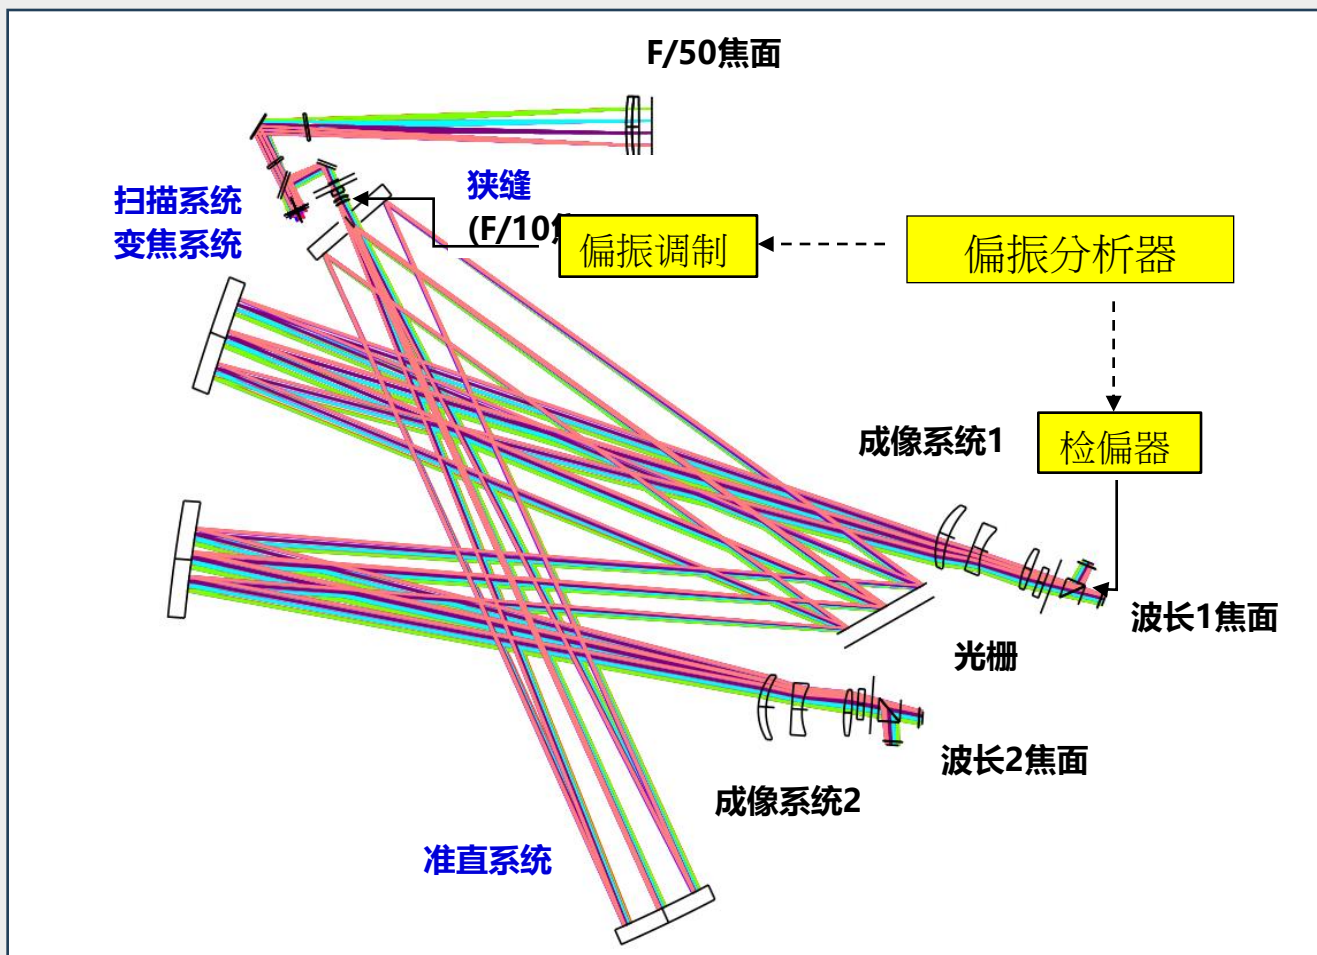 F/50焦面
扫描系统
变焦系统
狭缝
(F/10
偏振调制
偏振分析器
成像系统1
检偏器
波长1焦面
光栅
波长2焦面
成像系统2
准直系统